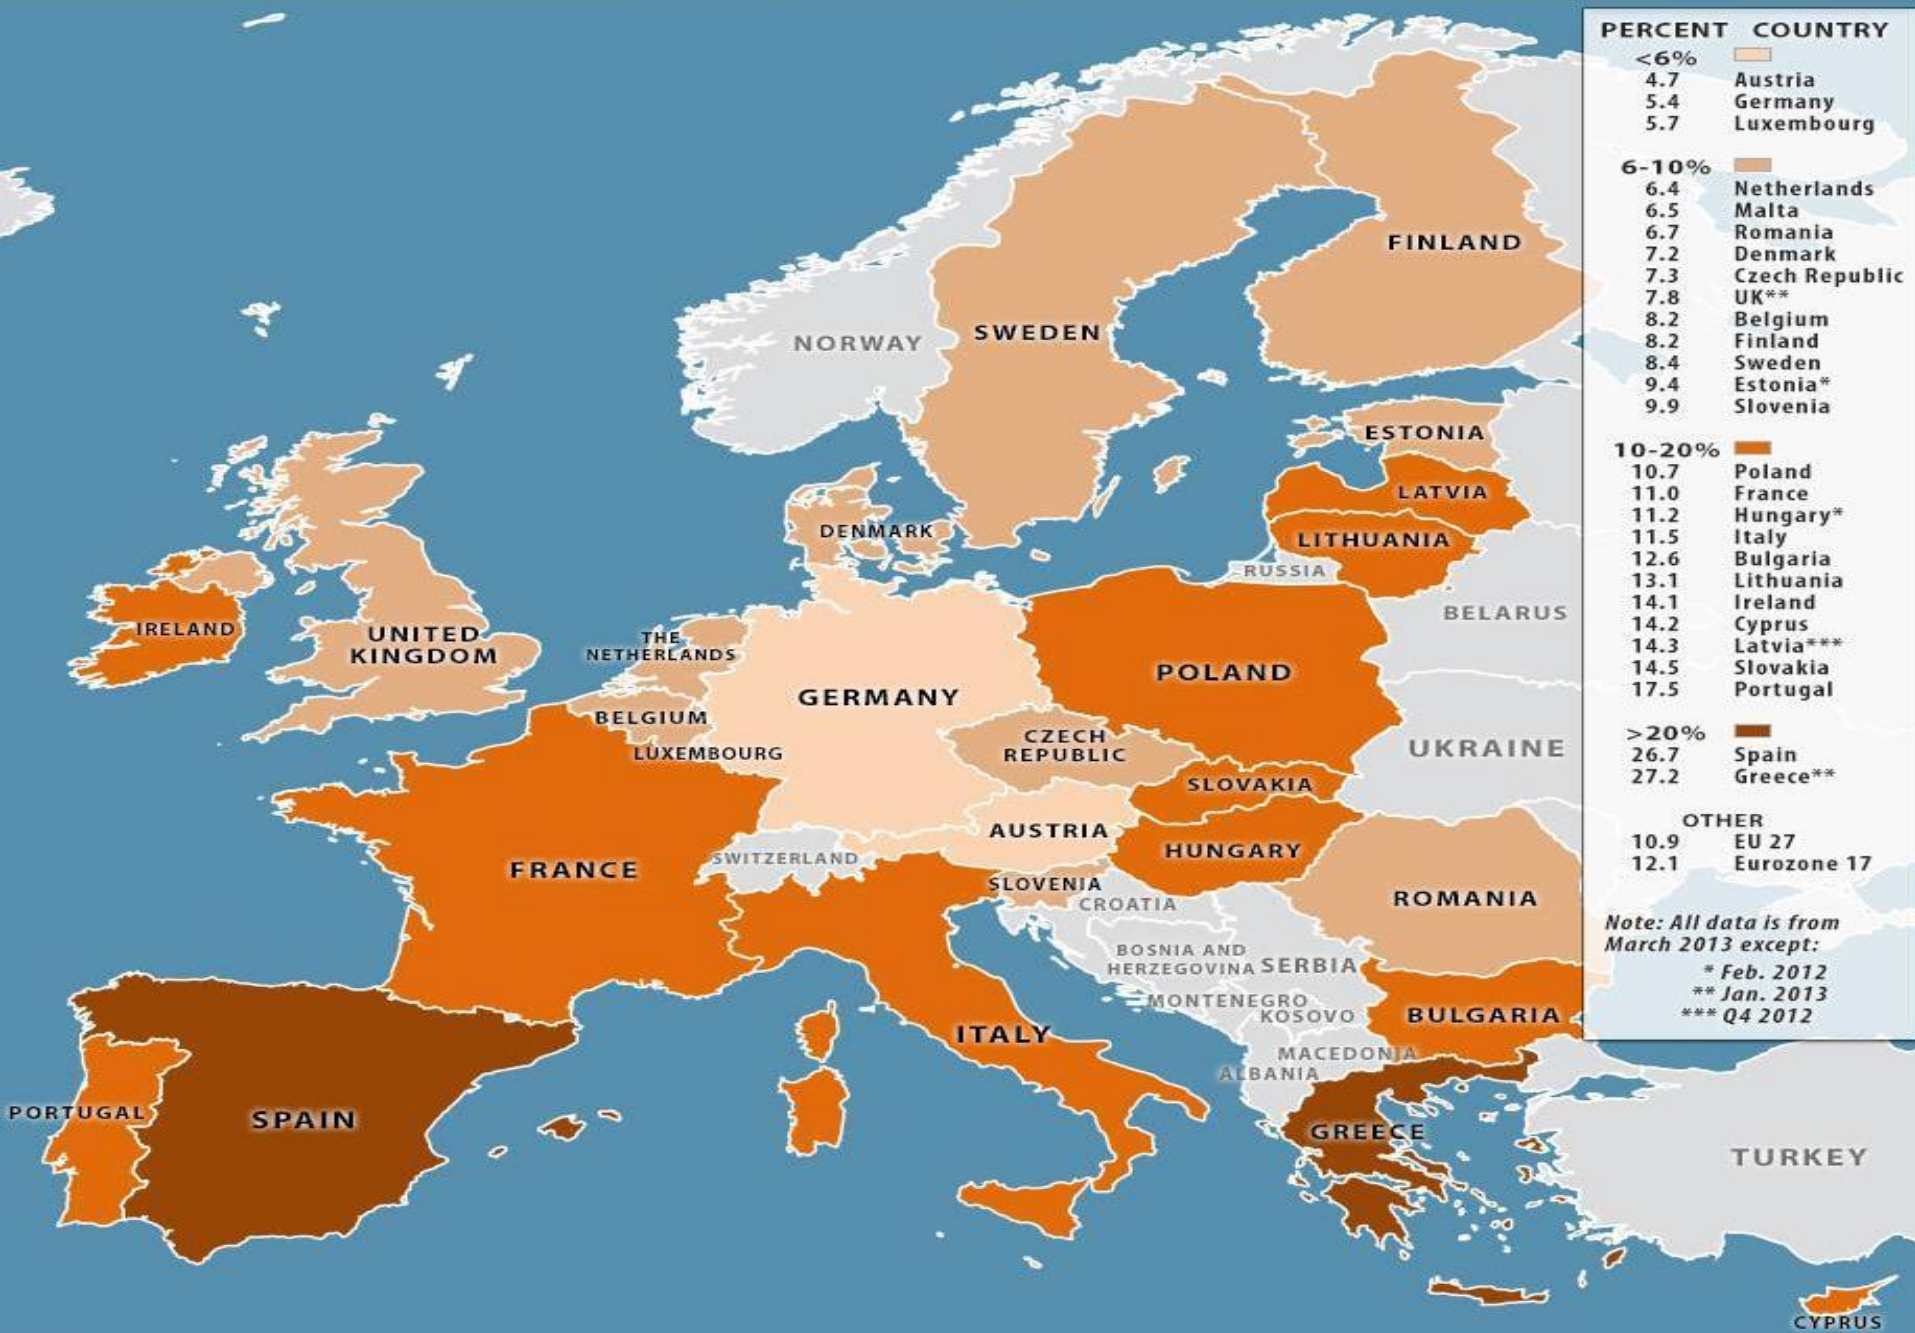 PERCENT COUNTRY
<6%
4.7 Austria
5.4 Germany
5.7 Luxembourg
6-10%
6.4 Netherlands
6.5 Malta
6.7 Romania
7.2 Denmark
7.3 Czech Republic
7.8 UK**
8.2 Belgium
8.2 Finland
8.4 Sweden
9.4 Estonia*
9.9 Slovenia
10-20%
10.7 Poland
11.0 France
11.2 Hungary*
11.5 Italy
12.6 Bulgaria
13.1 Lithuania
14.1 Ireland
14.2 Cyprus
14.3 Latvia***
14.5 Slovakia
17.5 Portugal
>20%
26.7 Spain
27.2 Greece**
OTHER
10.9 EU 27
12.1 Eurozone 17
Note: All data is from
March 2013 except:
* Feb. 2012
** Jan. 2013
*** Q4 2012
FINLAND
SWEDEN
NORWAY
ESTONIA
LATVIA
LITHUANIA
RUSSIA
DENMARK
BELARUS
IRELAND
UNITED
KINGDOM
THE
NETHERLANDS
POLAND
GERMANY
BELGIUM
LUXEMBOURG
CZECH
REPUBLIC
UKRAINE
SLOVAKIA
AUSTRIA
HUNGARY
SWITZERLAND
FRANCE
SLOVENIA
CROATIA
ROMANIA
BOSNIA AND
HERZEGOVINA
SERBIA
MONTENEGRO
KOSOVO
BULGARIA
ITALY
MACEDONIA
ALBANIA
PORTUGAL
SPAIN
GREECE
TURKEY
CYPRUS